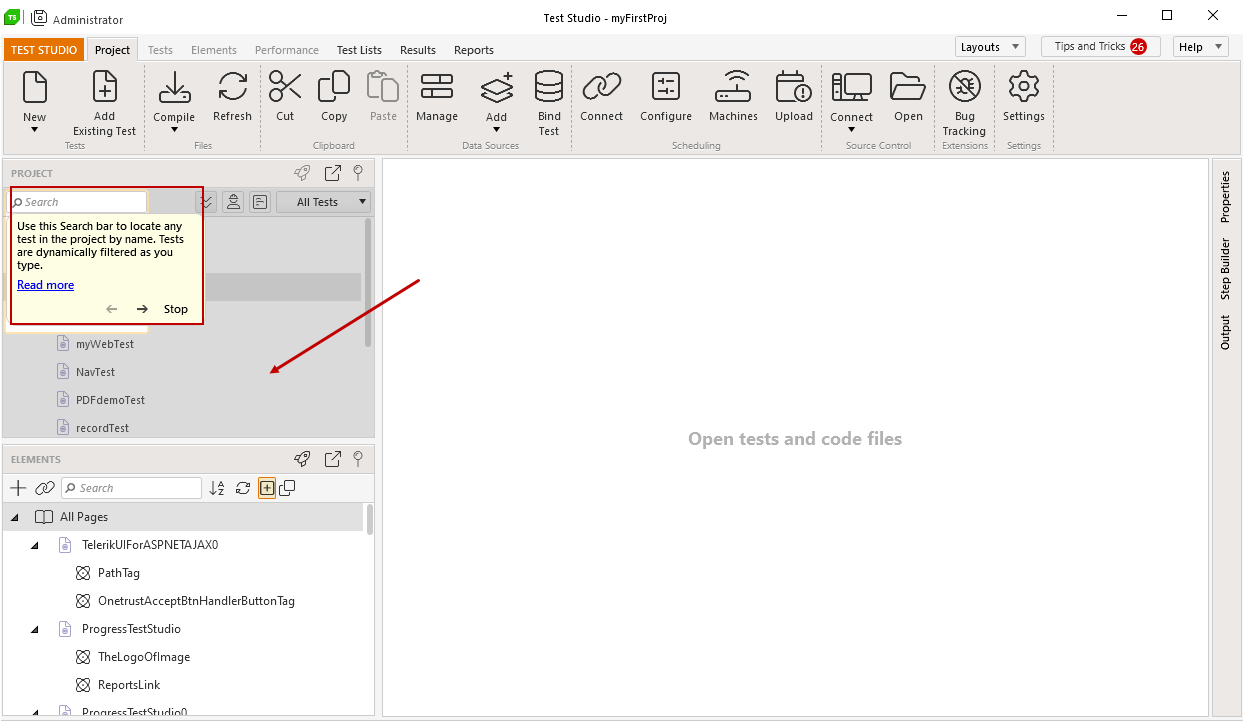 TS
Administrator
Test Studio - myFirstProj
TEST STUDIO
Project
Tests
Elements
Performance
Test Lists
Results
Reports
Layouts
Tips and Tricks 26
Help
New
Add
Existing Test
Tests
Compile
Refresh
Files
Cut
Copy
Paste
Clipboard
Manage
Add
Bind
Test
Data Sources
Connect
Configure
Machines
Upload
Scheduling
Connect
Open
Source Control
Bug
Tracking
Extensions
Settings
Settings
PROJECT
Search
All Tests
Use this Search bar to locate any
test in the project by name. Tests
are dynamically filtered as you
type.
Read more
Stop
myWebTest
NavTest
PDFdemoTest
recordTest
ELEMENTS
Search
All Pages
TelerikUIForASPNETAJAX0
PathTag
OnetrustAcceptBtnHandlerButtonTag
ProgressTestStudio
TheLogoOfImage
ReportsLink
ProgressTestStudio0
Open tests and code files
Properties
Step Builder
Output